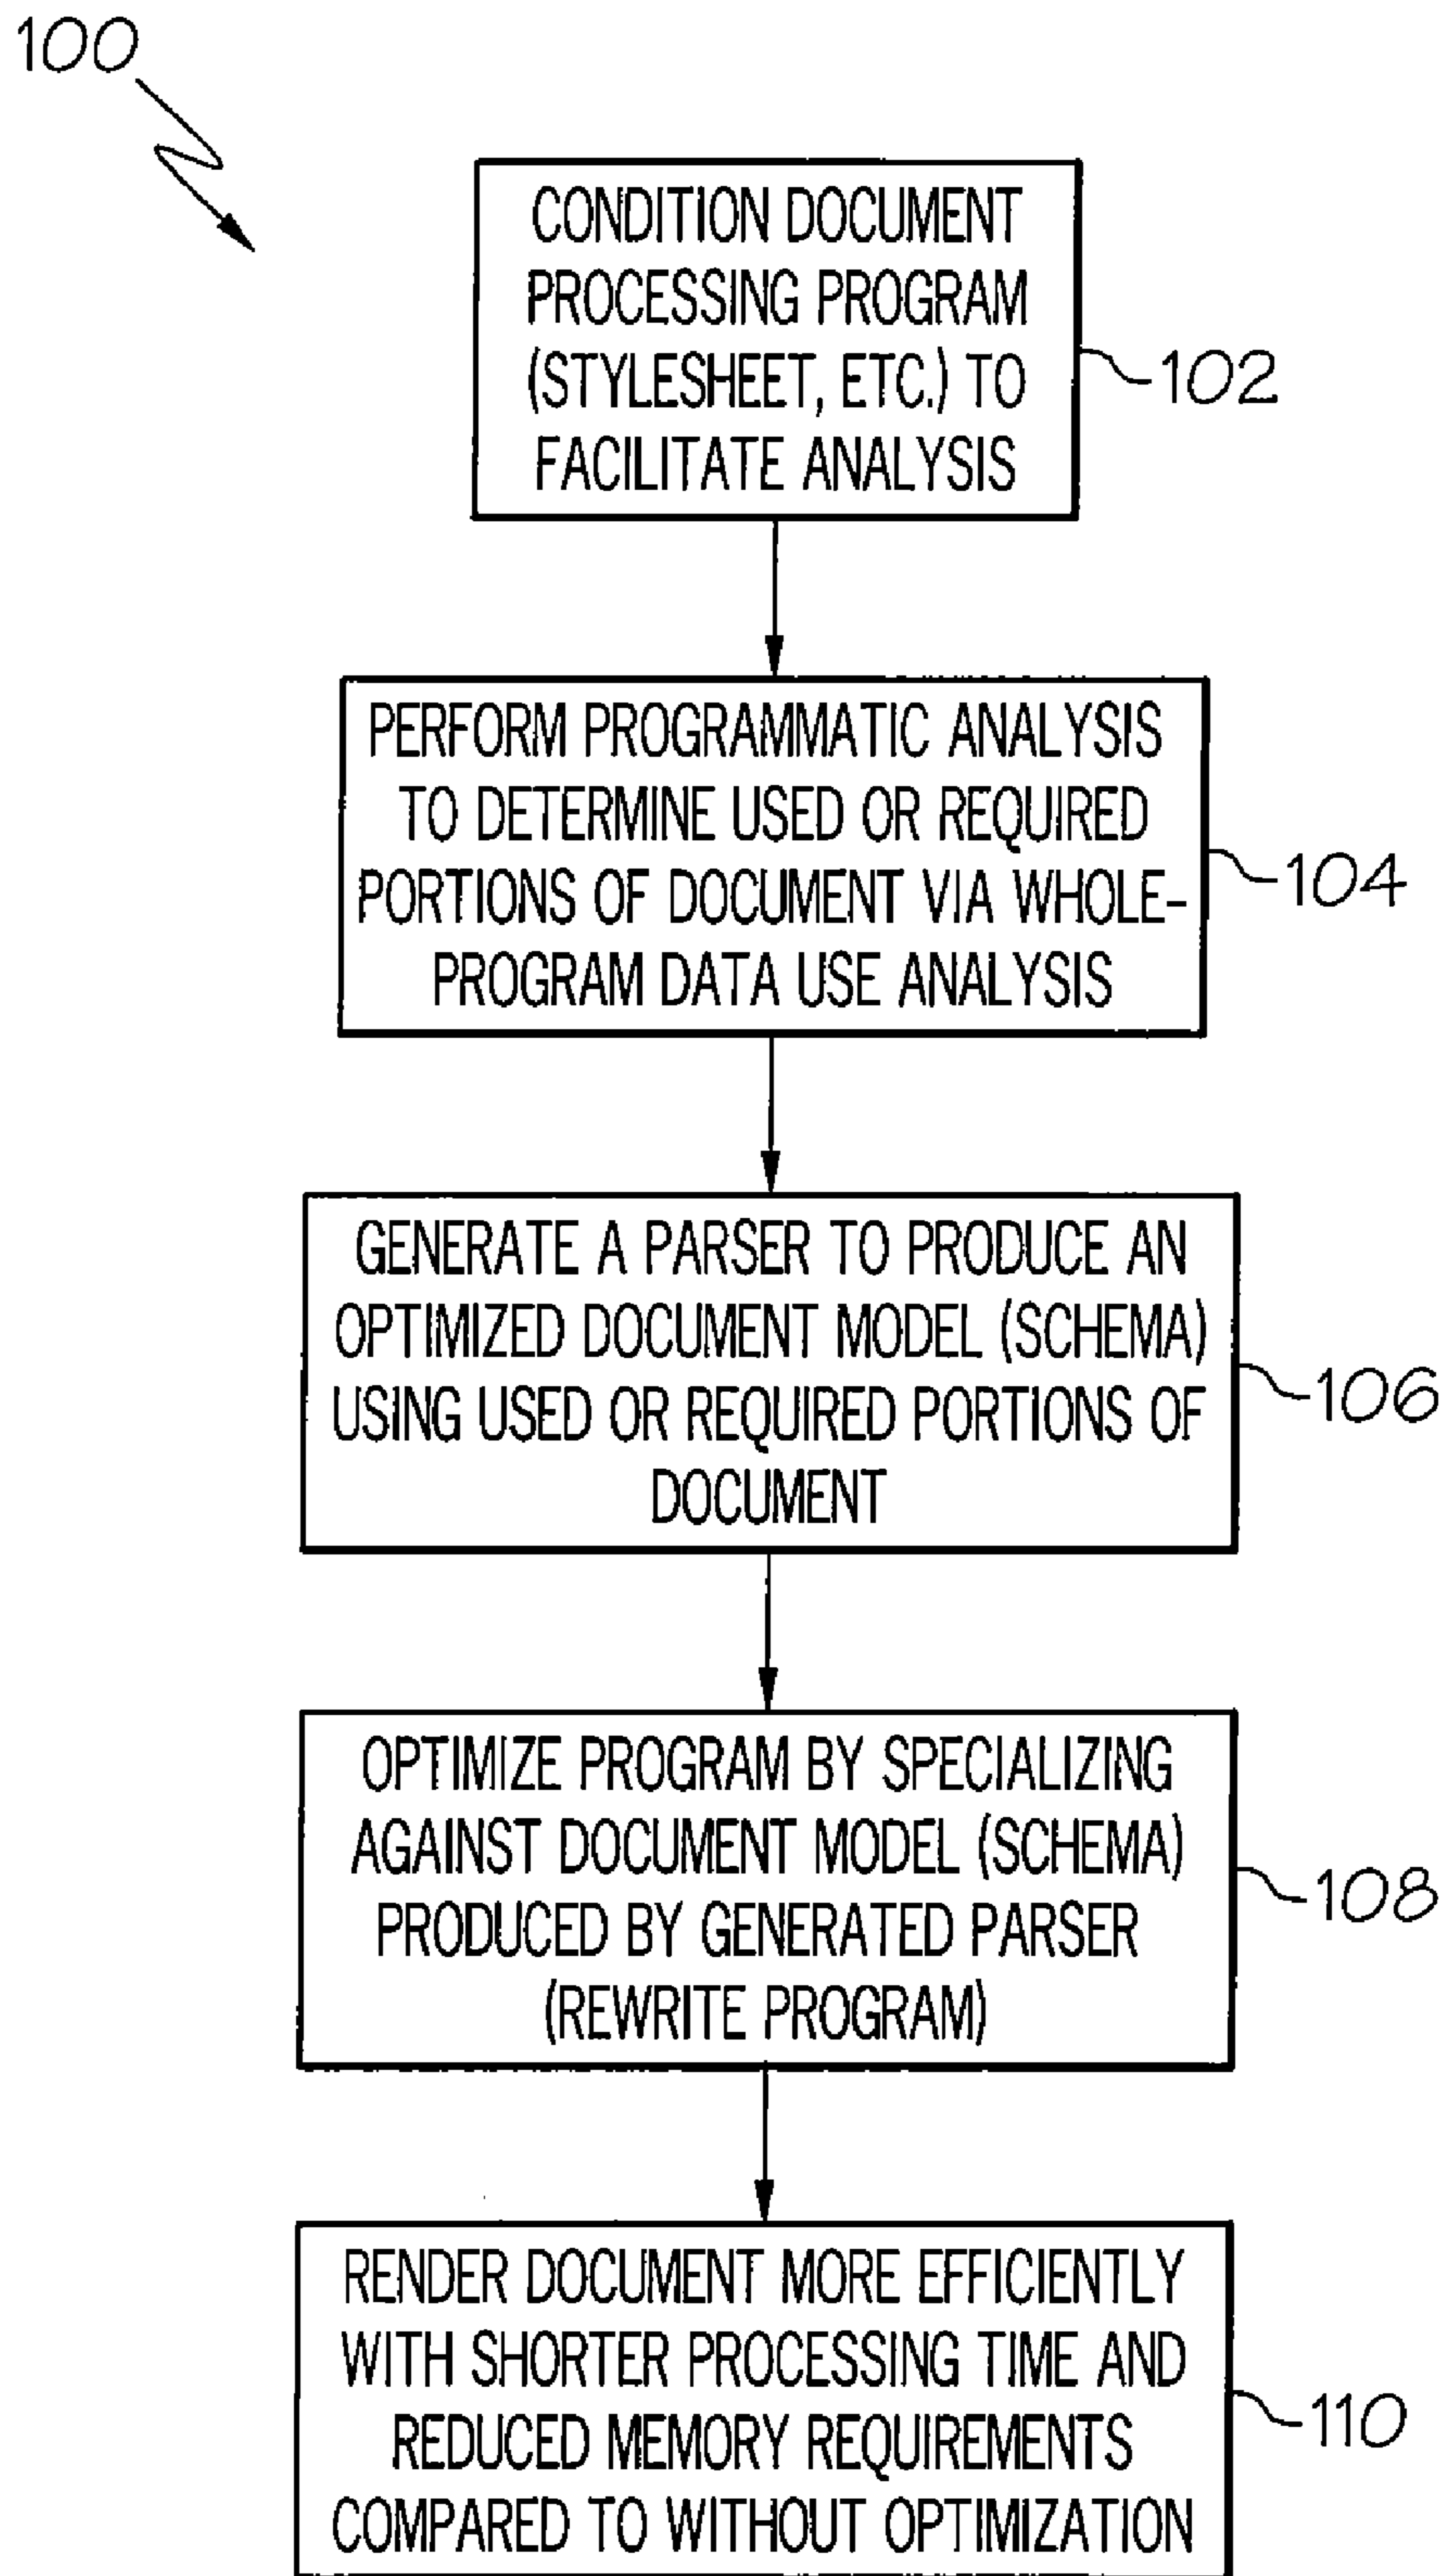 100
CONDITION DOCUMENT
PROCESSING PROGRAM
(STYLESHEET, ETC.) TO
FACILITATE ANALYSIS
102
PERFORM PROGRAMMATIC ANALYSIS
TO DETERMINE USED OR REQUIRED
PORTIONS OF DOCUMENT VIA WHOLE-
PROGRAM DATA USE ANALYSIS
104
GENERATE A PARSER TO PRODUCE AN
OPTIMIZED DOCUMENT MODEL (SCHEMA)
USING USED OR REQUIRED PORTIONS OF
DOCUMENT
106
OPTIMIZE PROGRAM BY SPECIALIZING
AGAINST DOCUMENT MODEL (SCHEMA)
PRODUCED BY GENERATED PARSER
(REWRITE PROGRAM)
108
RENDER DOCUMENT MORE EFFICIENTLY
WITH SHORTER PROCESSING TIME AND
REDUCED MEMORY REQUIREMENTS
COMPARED TO WITHOUT OPTIMIZATION
110